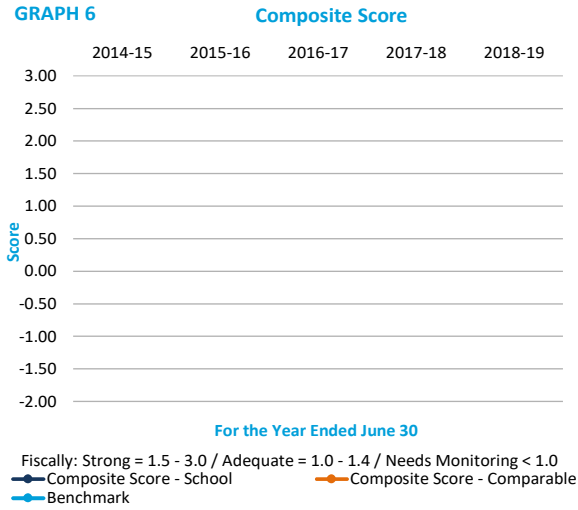 GRAPH 6
Composite Score
2014-15 2015-16 2016-17 2017-18 2018-19
3.00
2.50
2.00
1.50
1.00
0.50
0.00
-0.50
-1.00
-1.50
-2.00
Score
For the Year Ended June 30
Fiscally: Strong = 1.5 - 3.0 / Adequate = 1.0 - 1.4 / Needs Monitoring < 1.0
Composite Score - School Composite Score - Comparable
Benchmark